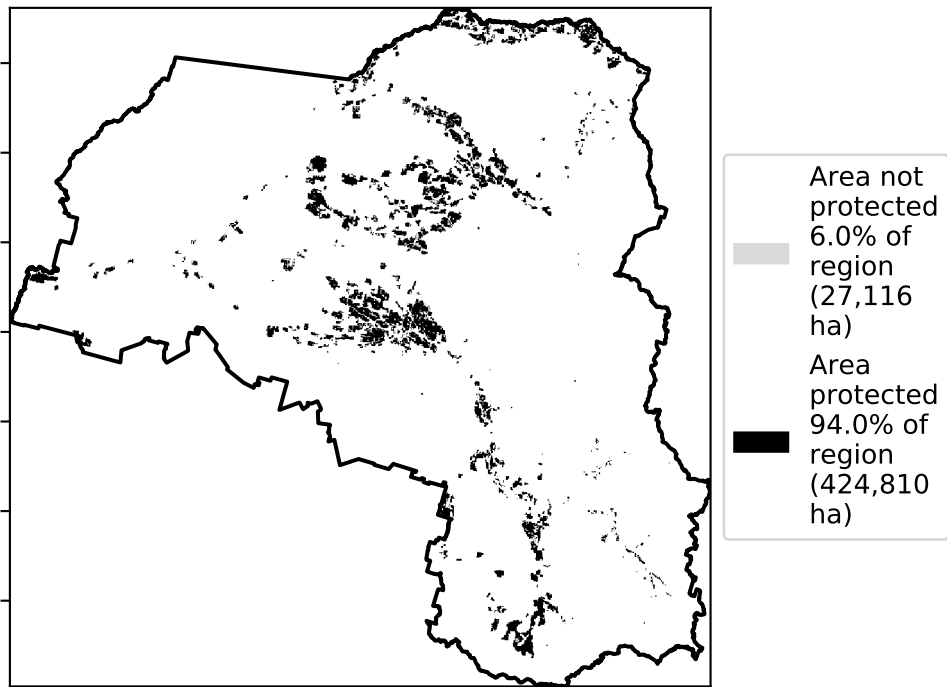 Area not
protected
6.0% of
region
(27,116
ha)
Area
protected
94.0% of
region
(424,810
ha)